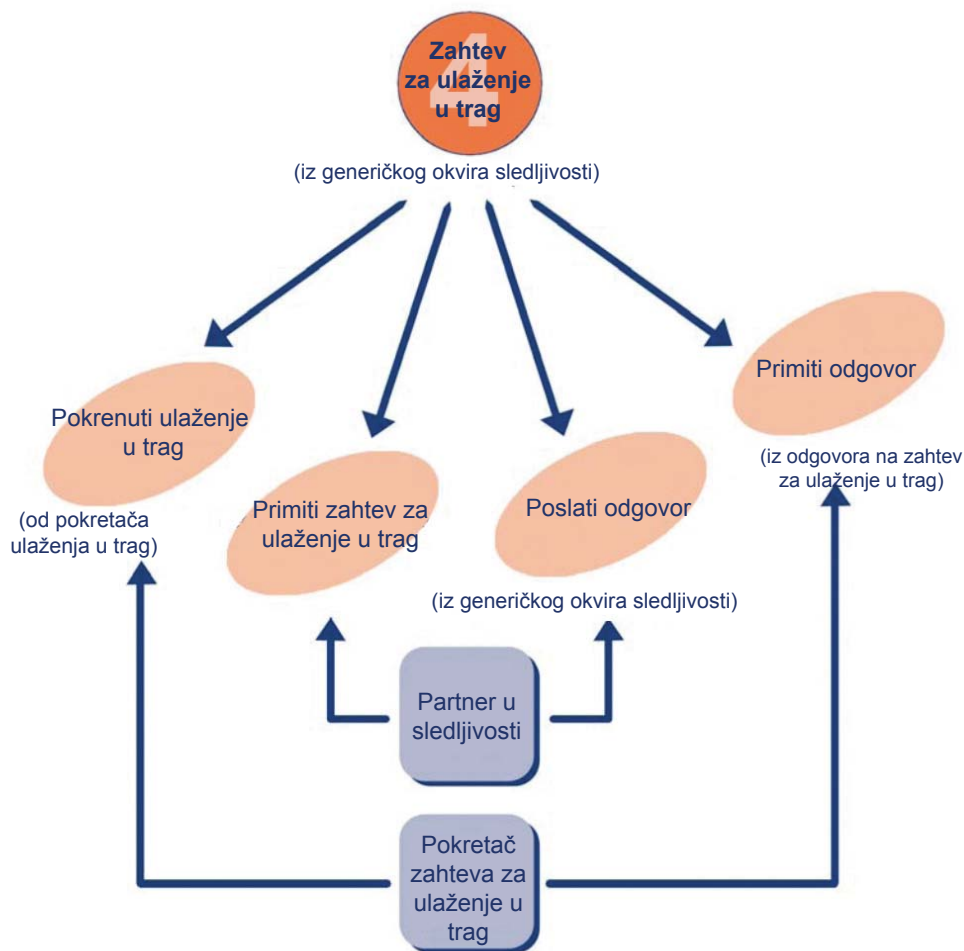 4
Zahtev
za ulaženje
u trag
(iz generičkog okvira sledljivosti)
Pokrenuti ulaženje
u trag
(od pokretača
ulaženja u trag)
Primiti zahtev za
ulaženje u trag
Poslati odgovor
(iz generičkog okvira sledljivosti)
Primiti odgovor
(iz odgovora na zahtev
za ulaženje u trag)
Partner u
sledljivosti
Pokretač
zahteva za
ulaženje u
trag